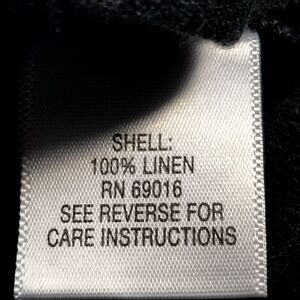 SHELL:
100% LINEN
RN 69016
SEE REVERSE FOR
CARE INSTRUCTIONS